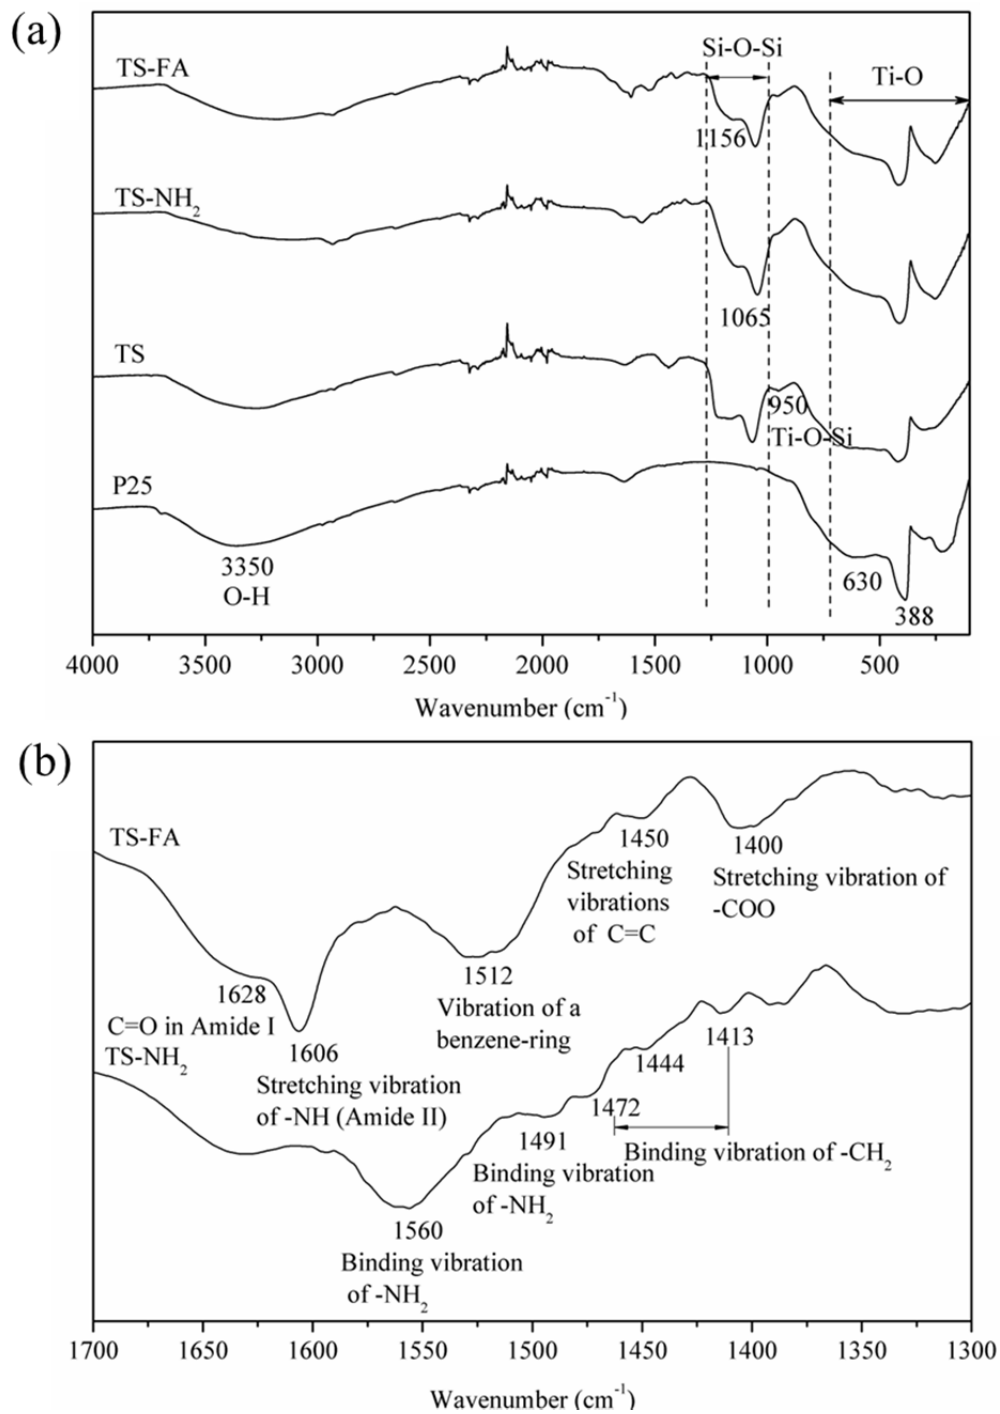 (a)
Si-O-Si
TS-FA
Ti-O
1156
TS-NH2
1065
TS
950
Ti-O-Si
P25
3350
O-H
630
388
4000 3500 3000 2500 2000 1500 1000 500
Wavenumber (cm-1)
(b)
TS-FA
1450
Stretching
vibrations
of C=C
1400
Stretching vibration of
-COO
1628
C=O in Amide I
1512
Vibration of a
benzene-ring
1606
Stretching vibration
of -NH (Amide II)
TS-NH2
1413
1444
1472
Binding vibration of -CH2
1491
Binding vibration
of -NH2
1560
Binding vibration
of -NH2
1700 1650 1600 1550 1500 1450 1400 1350 1300
Wavenumber (cm-1)